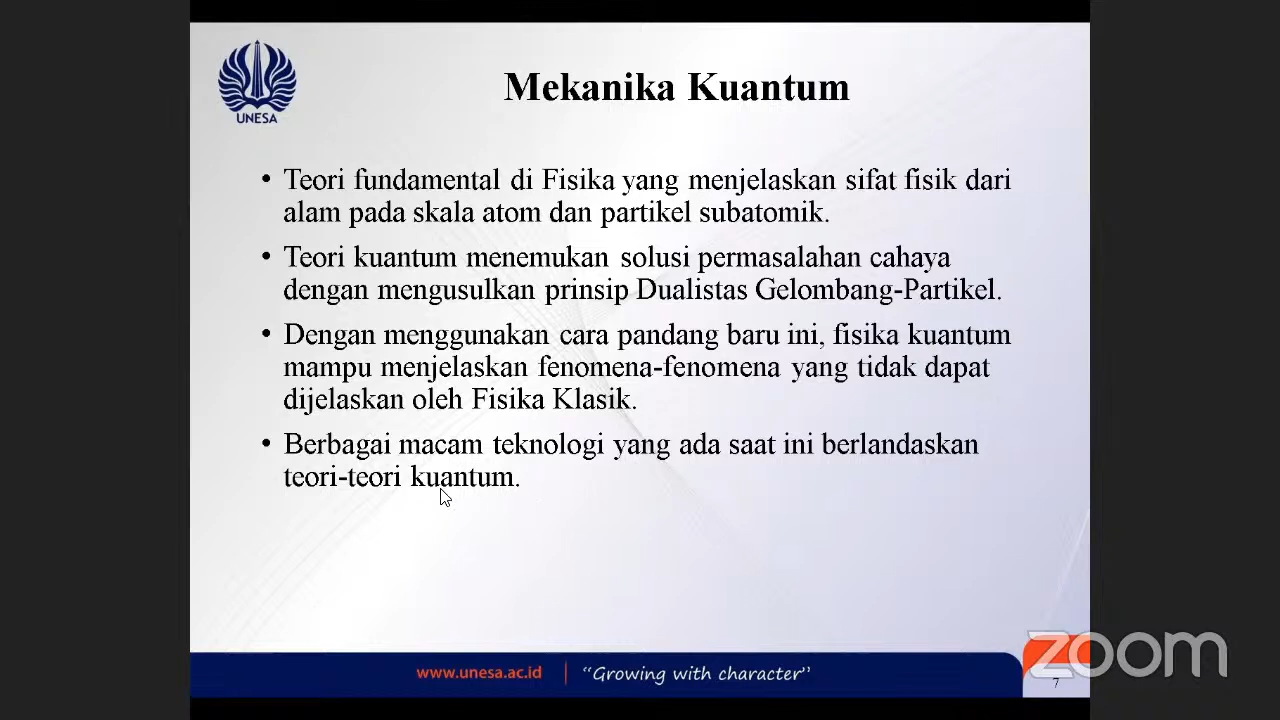 UNESA
Mekanika Kuantum
• Teori fundamental di Fisika yang menjelaskan sifat fisik dari
alam pada skala atom dan partikel subatomik.
• Teori kuantum menemukan solusi permasalahan cahaya
dengan mengusulkan prinsip Dualistas Gelombang-Partikel.
• Dengan menggunakan cara pandang baru ini, fisika kuantum
mampu menjelaskan fenomena-fenomena yang tidak dapat
dijelaskan oleh Fisika Klasik.
• Berbagai macam teknologi yang ada saat ini berlandaskan
teori-teori kuantum.
www.unesa.ac.id | “Growing with character”
zoom
7